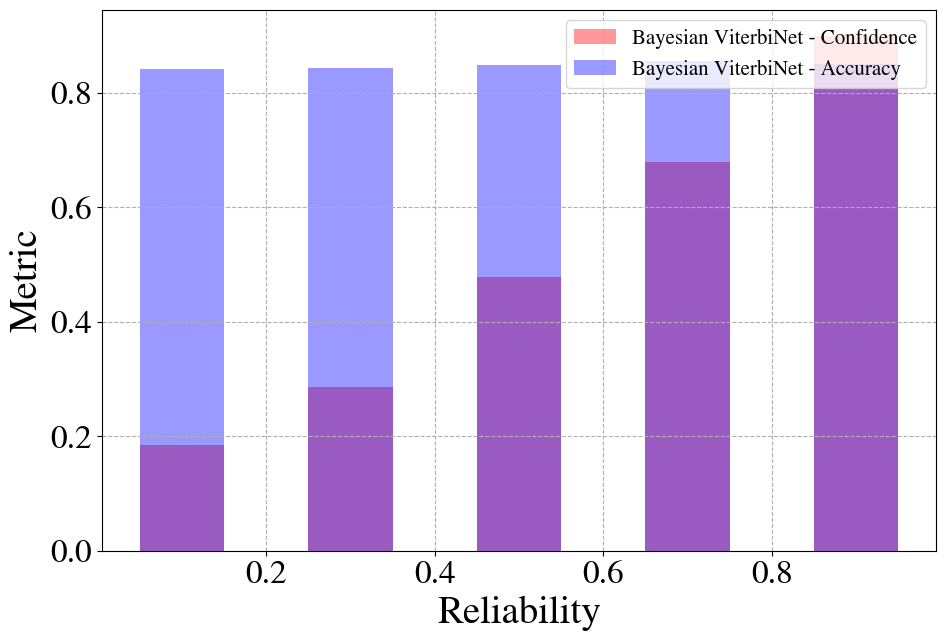 Bayesian ViterbiNet - Confidence
Bayesian ViterbiNet - Accuracy
0.8
0.6
0.4
0.2
0.0
Metric
0.2 0.4 0.6 0.8
Reliability